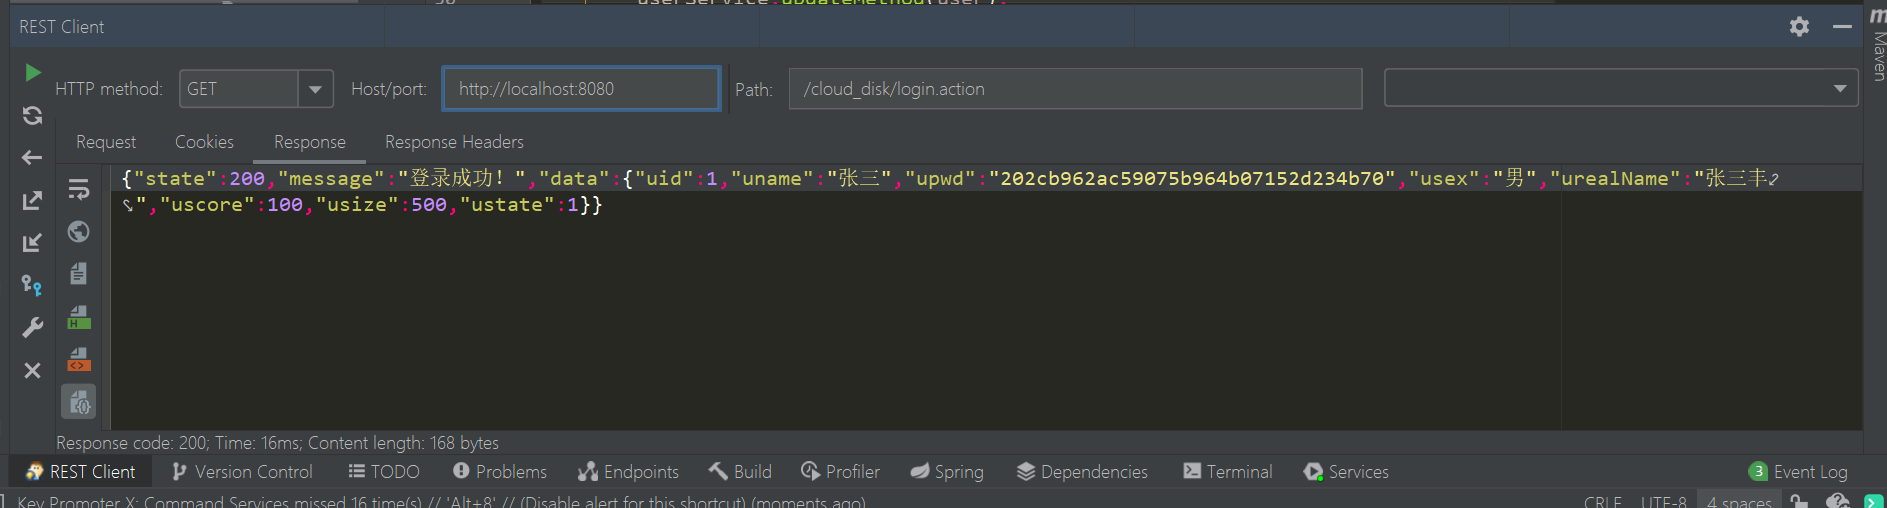 userService.updateMethod(user);
REST Client
Maven
HTTP method: GET Host/port: http://localhost:8080 Path: /cloud_disk/login.action
Request Cookies Response Response Headers
{"state":200,"message":"登录成功！","data":{"uid":1,"uname":"张三","upwd":"202cb962ac59075b964b07152d234b70","usex":"男","urealName":"张三丰
","uscore":100,"usize":500,"ustate":1}}
Response code: 200; Time: 16ms; Content length: 168 bytes
REST Client Version Control TODO Problems Endpoints Build Profiler Spring Dependencies Terminal Services 3 Event Log
Key Promoter X: Command Services missed 16 time(s) // 'Alt+8' // (Disable alert for this shortcut) (moments ago) CRLF UTF-8 4 spaces